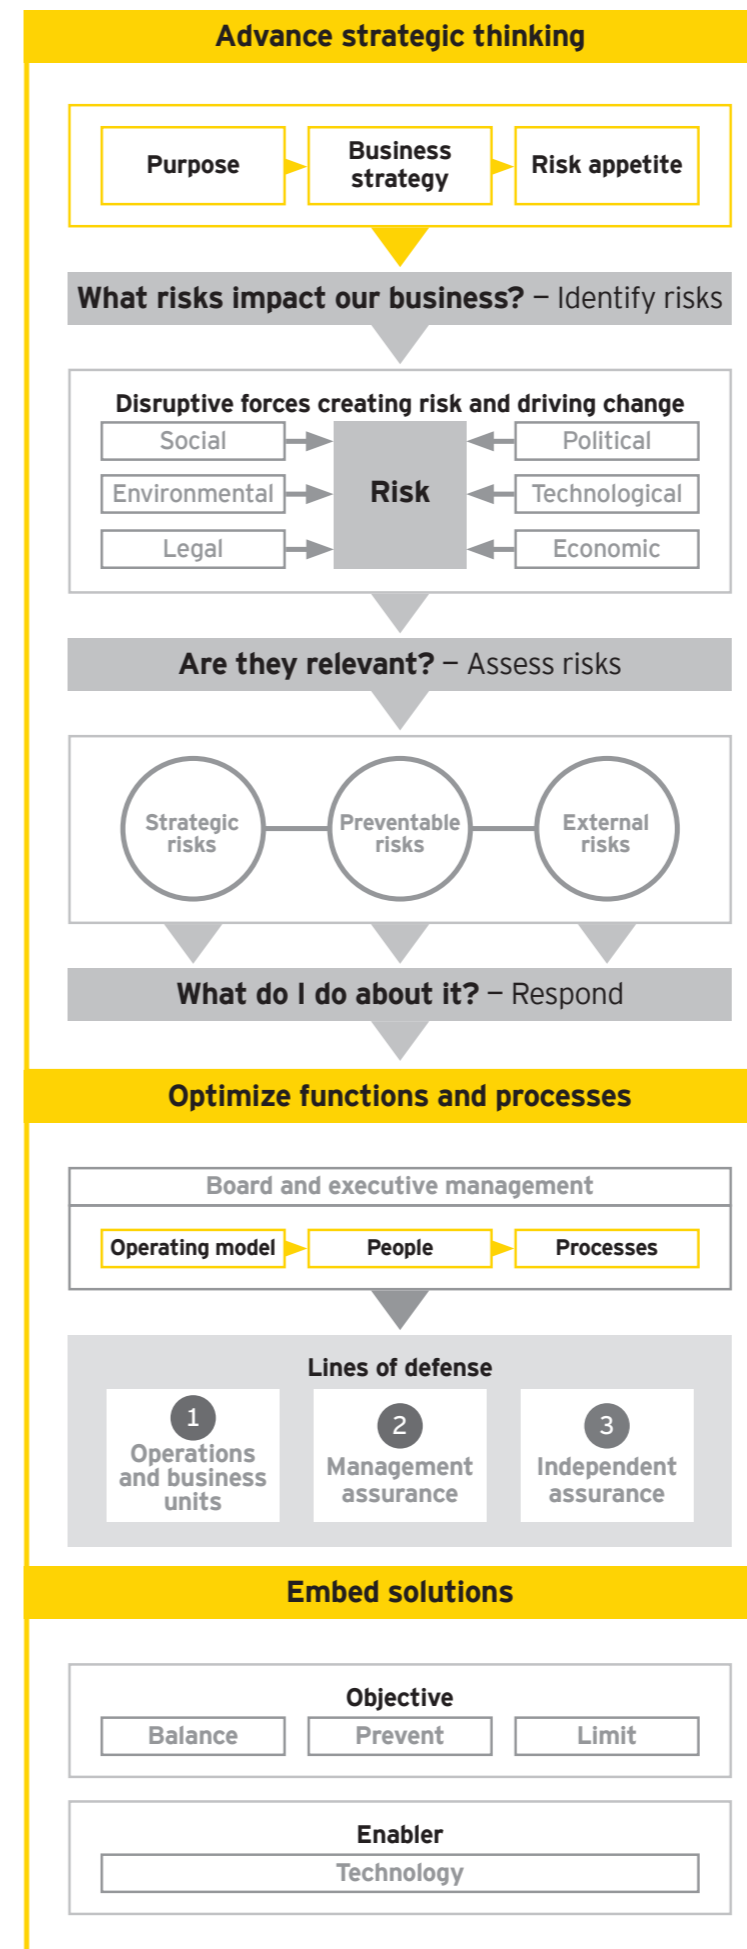 Advance strategic thinking
Purpose
Business
strategy
Risk appetite
What risks impact our business? – Identify risks
Disruptive forces creating risk and driving change
Social
Political
Environmental
Risk
Technological
Legal
Economic
Are they relevant? – Assess risks
Strategic
risks
Preventable
risks
External
risks
What do I do about it? – Respond
Optimize functions and processes
Board and executive management
Operating model
People
Processes
Lines of defense
1
Operations
and business
units
2
Management
assurance
3
Independent
assurance
Embed solutions
Objective
Balance
Prevent
Limit
Enabler
Technology